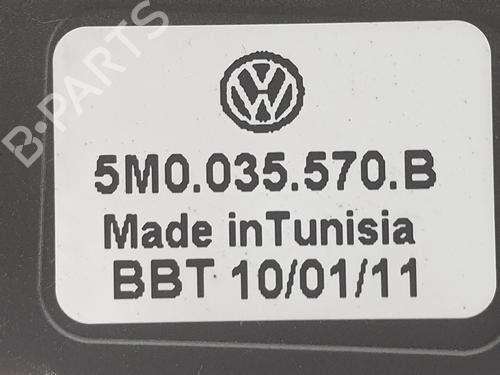 B-PARTS
5M0.035.570.B
Made inTunisia
BBT 10/01/11